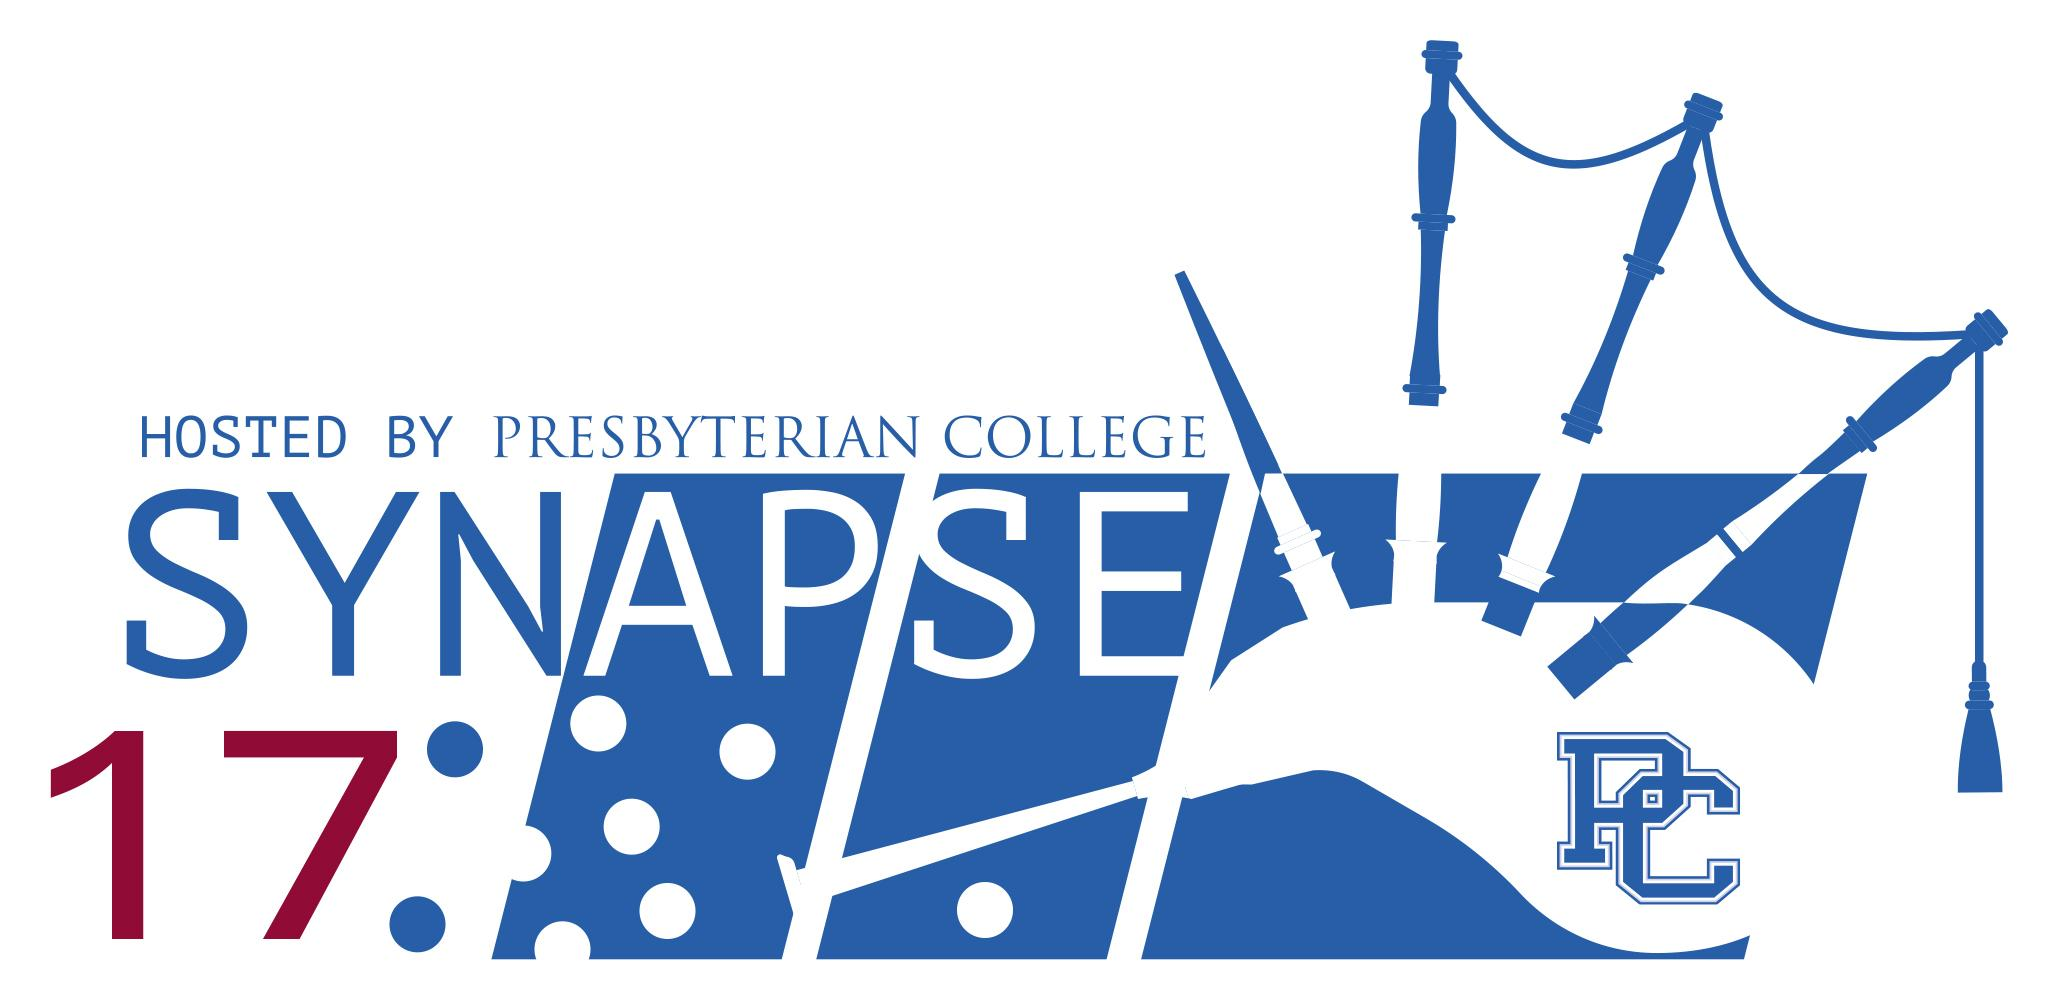 HOSTED BY PRESBYTERIAN COLLEGE
SYNAPSE
17
PC